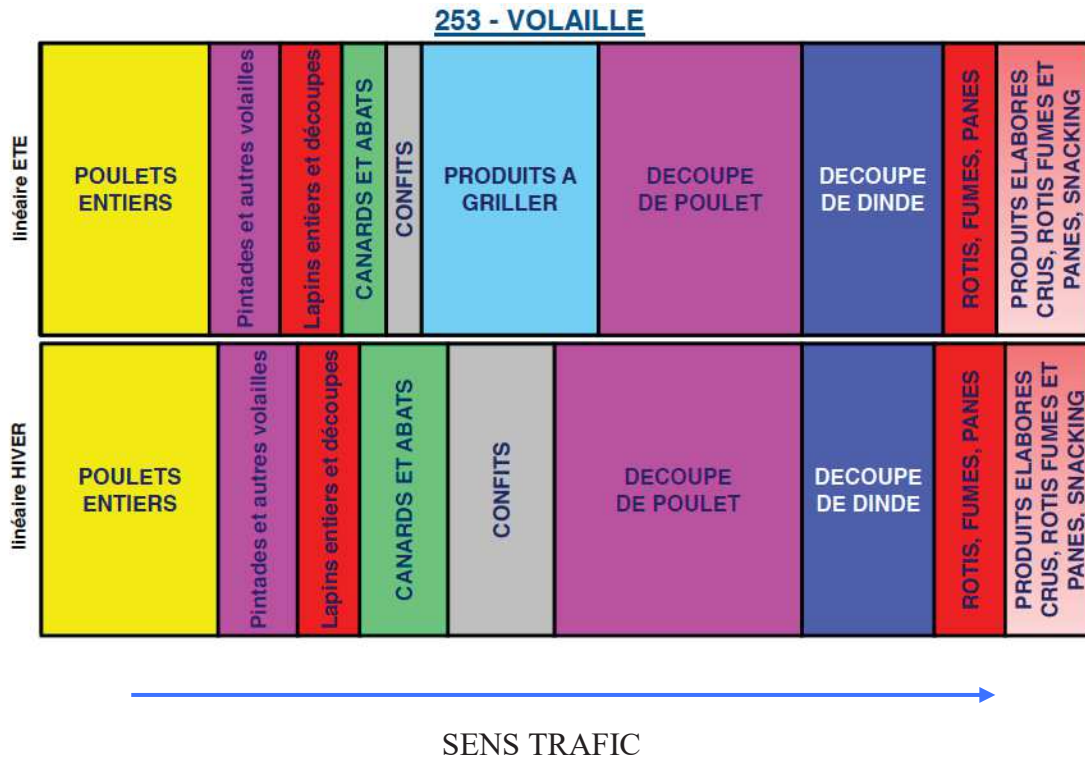 253 - VOLAILLE
linéaire ETE
POULETS
ENTIERS
Pintades et autres volailles
Lapins entiers et découpes
CANARDS ET ABATS
CONFITS
PRODUITS A
GRILLER
DECOUPE
DE POULET
DECOUPE
DE DINDE
ROTIS, FUMES, PANES
PRODUITS ELABORES
CRUS, ROTIS FUMES ET
PANES, SNACKING
linéaire HIVER
POULETS
ENTIERS
Pintades et autres volailles
Lapins entiers et découpes
CANARDS ET ABATS
CONFITS
DECOUPE
DE POULET
DECOUPE
DE DINDE
ROTIS, FUMES, PANES
PRODUITS ELABORES
CRUS, ROTIS FUMES ET
PANES, SNACKING
SENS TRAFIC